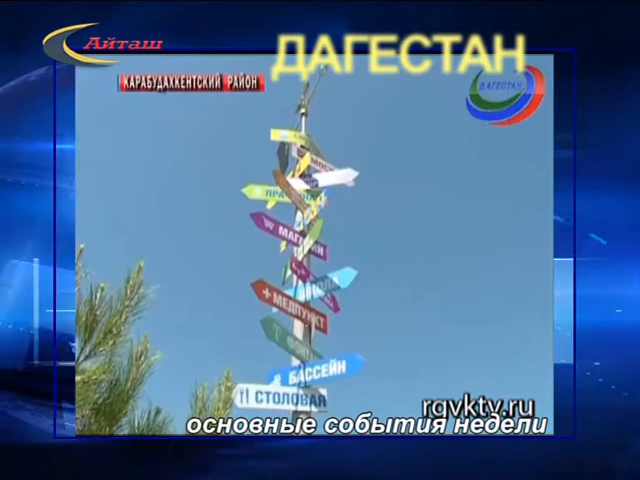 Айташ
ДАГЕСТАН
КАРАБУДАХКЕНТСКИЙ РАЙОН
ДАГЕСТАН
МАГАЗИН
МЕДПУНКТ
БАССЕЙН
СТОЛОВАЯ
rgvktv.ru
основные события недели